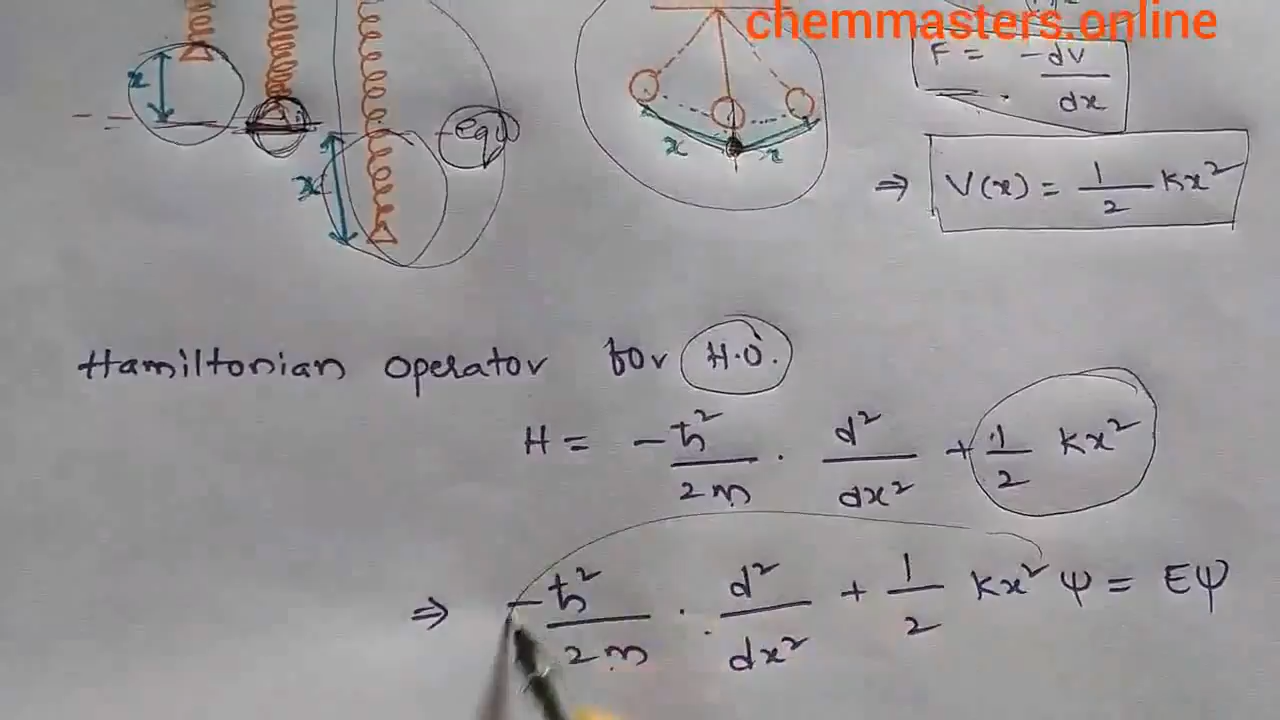 chemmasters.online
F = -dv/dx
x
equ
x
x x
⇒ V(x) = 1/2 Kx²
Hamiltonian operator for H.O.
H = -ħ²/2m · d²/dx² + 1/2 Kx²
⇒ -ħ²/2m · d²/dx² + 1/2 Kx² ψ = Eψ